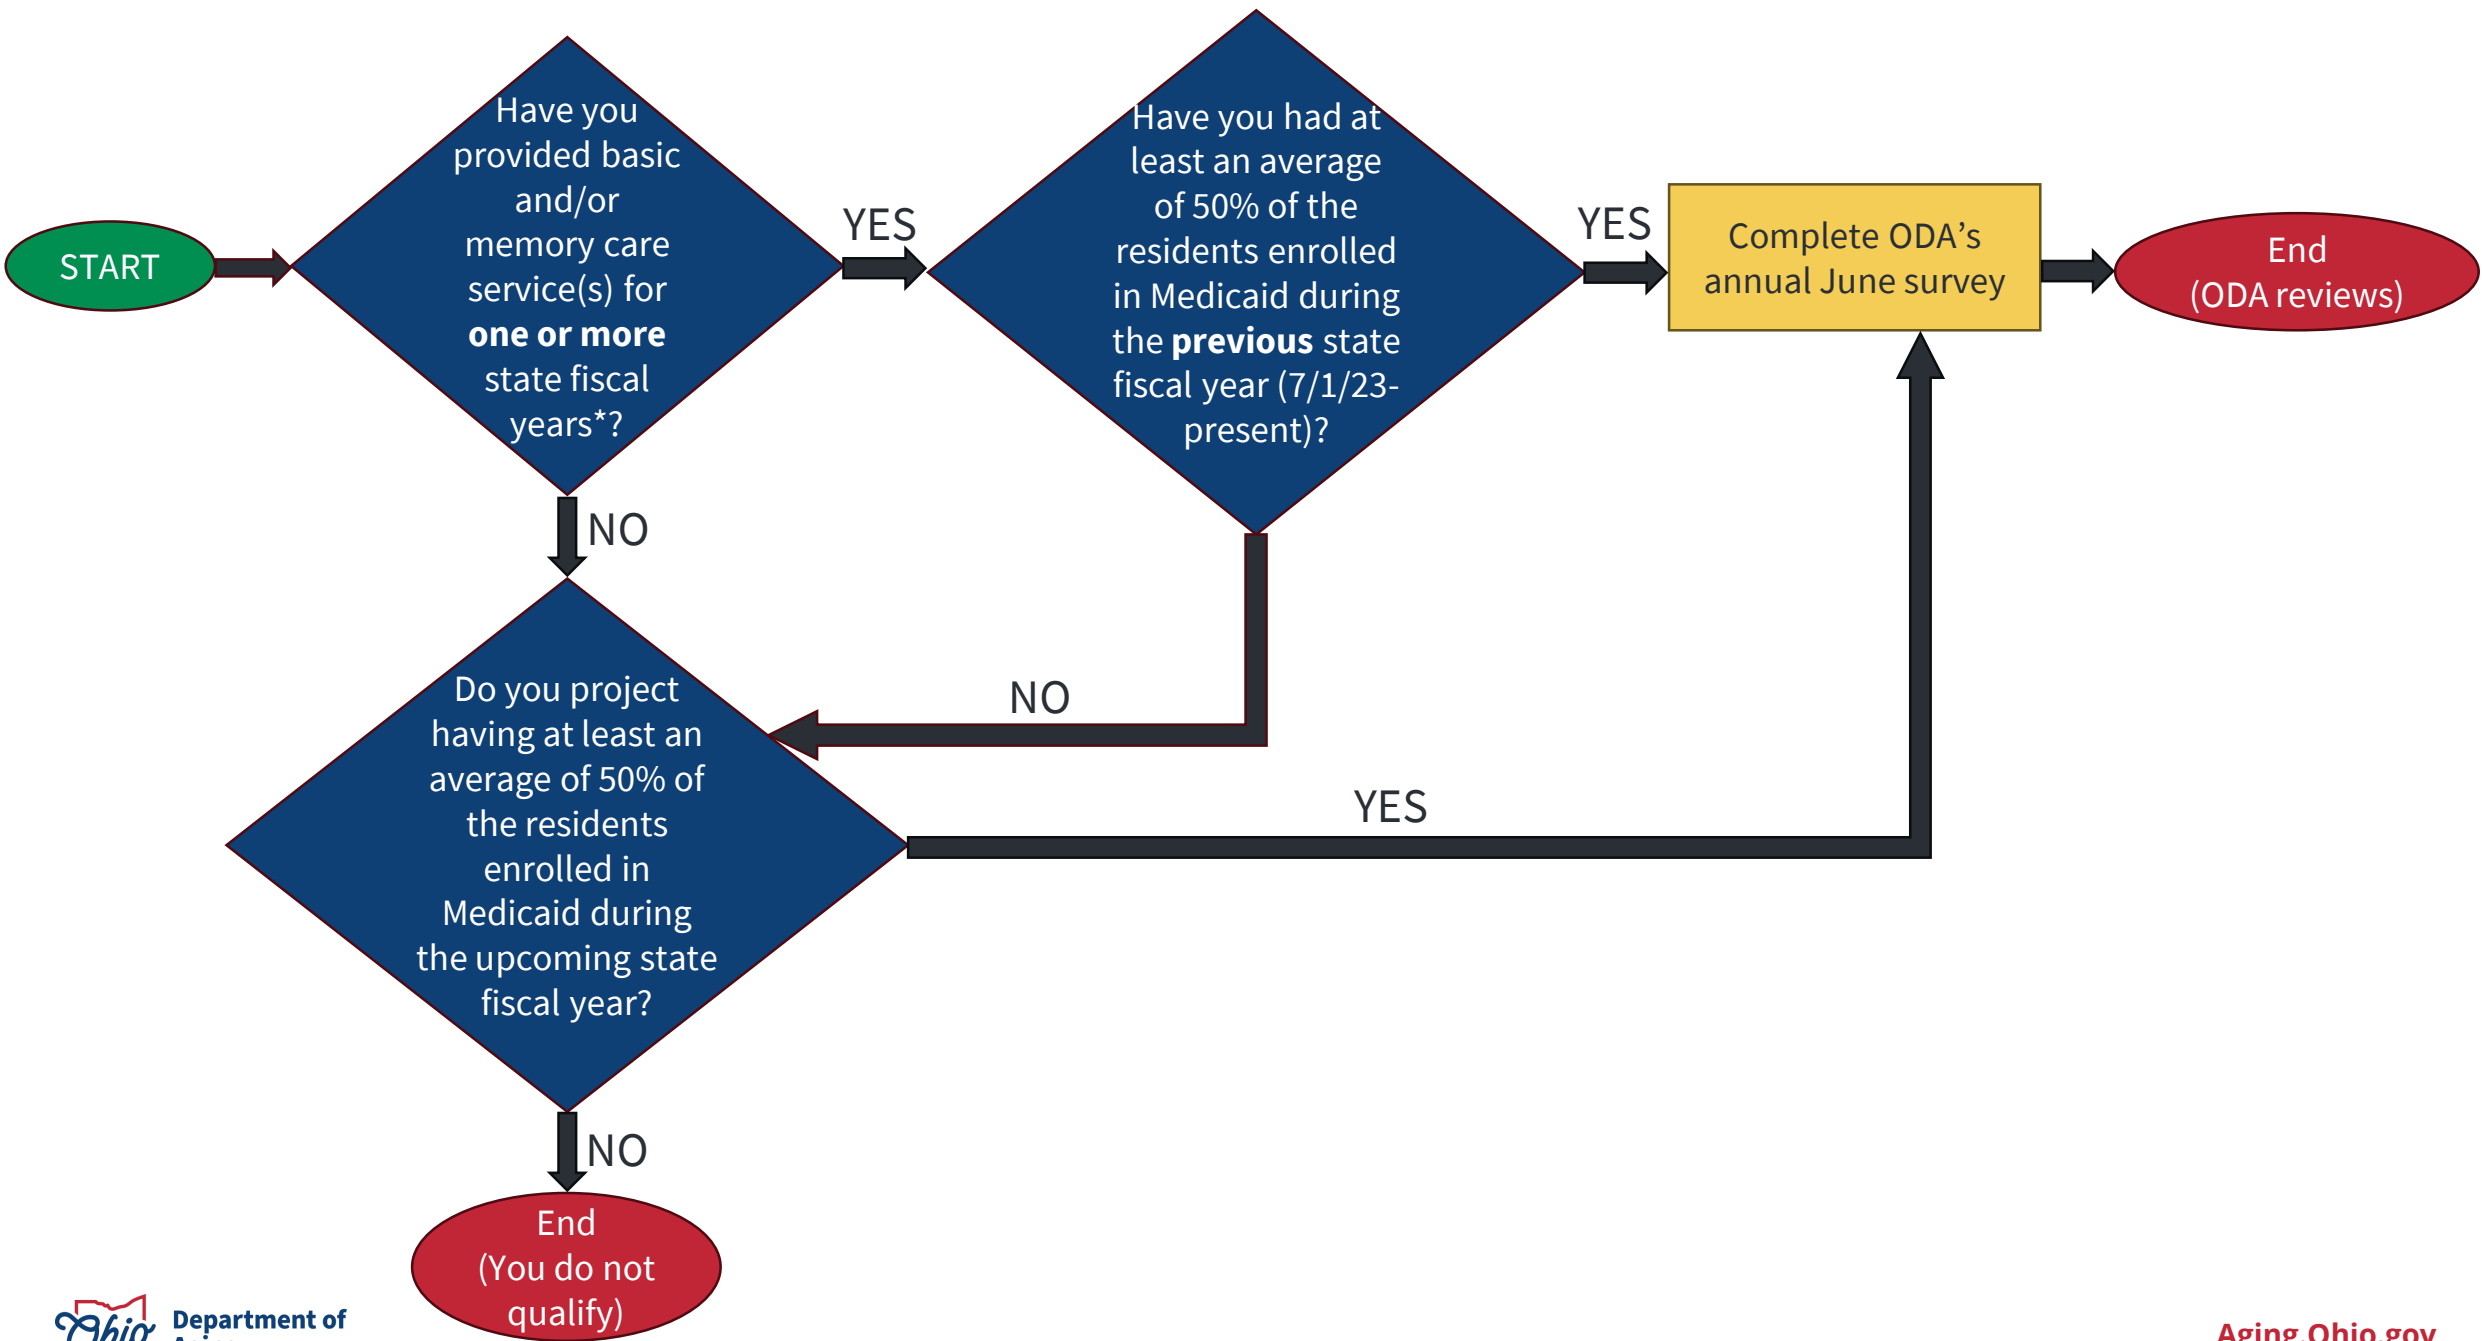 START
Have you
provided basic
and/or
memory care
service(s) for
one or more
state fiscal
years*?
YES
Have you had at
least an average
of 50% of the
residents enrolled
in Medicaid during
the previous state
fiscal year (7/1/23-
present)?
YES
Complete ODA's
annual June survey
End
(ODA reviews)
NO
NO
Do you project
having at least an
average of 50% of
the residents
enrolled in
Medicaid during
the upcoming state
fiscal year?
YES
NO
End
(You do not
qualify)
Ohio
Department of
Aging.Ohio.gov